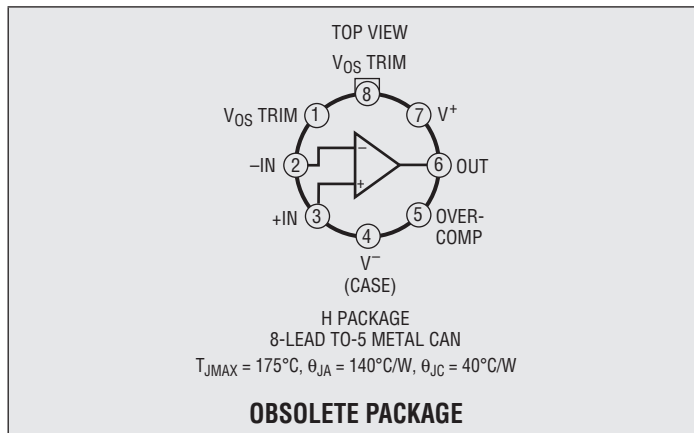 TOP VIEW
VOS TRIM
8
VOS TRIM 1
7 V+
–IN 2
–
6 OUT
+
+IN 3
5 OVER-
COMP
4
V–
(CASE)
H PACKAGE
8-LEAD TO-5 METAL CAN
TJMAX = 175°C, θJA = 140°C/W, θJC = 40°C/W
OBSOLETE PACKAGE